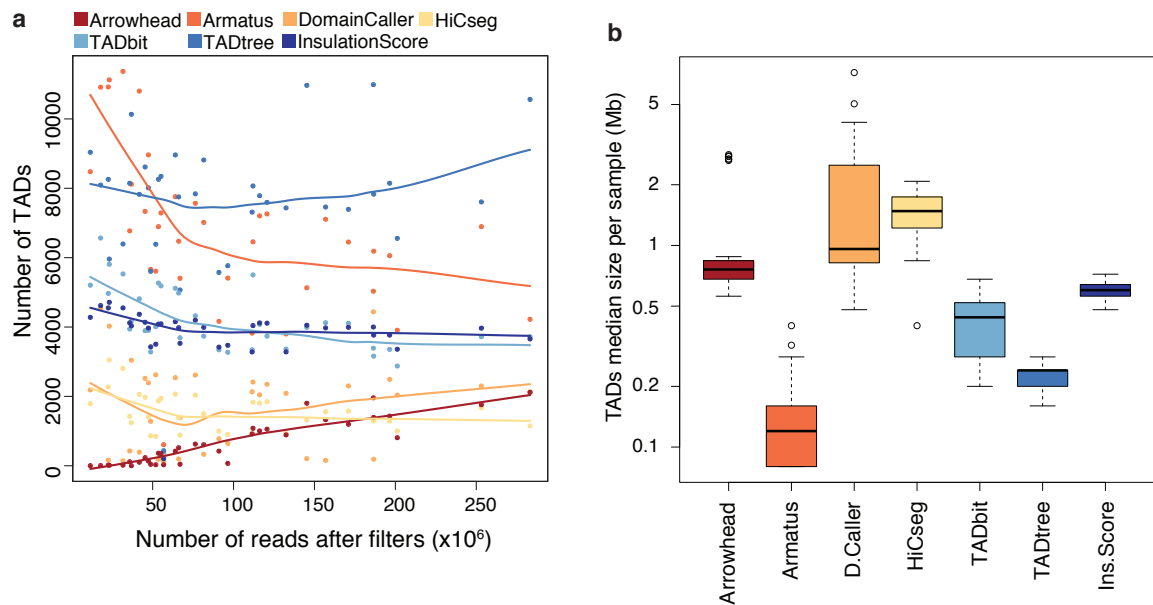 a
Arrowhead Armatus DomainCaller HiCseg
TADbit TADtree InsulationScore
Number of TADs
0 2000 4000 6000 8000 10000
50 100 150 200 250
Number of reads after filters (x10⁶)
b
TADs median size per sample (Mb)
5
2
1
0.5
0.2
0.1
Arrowhead
Armatus
D.Caller
HiCseg
TADbit
TADtree
Ins.Score